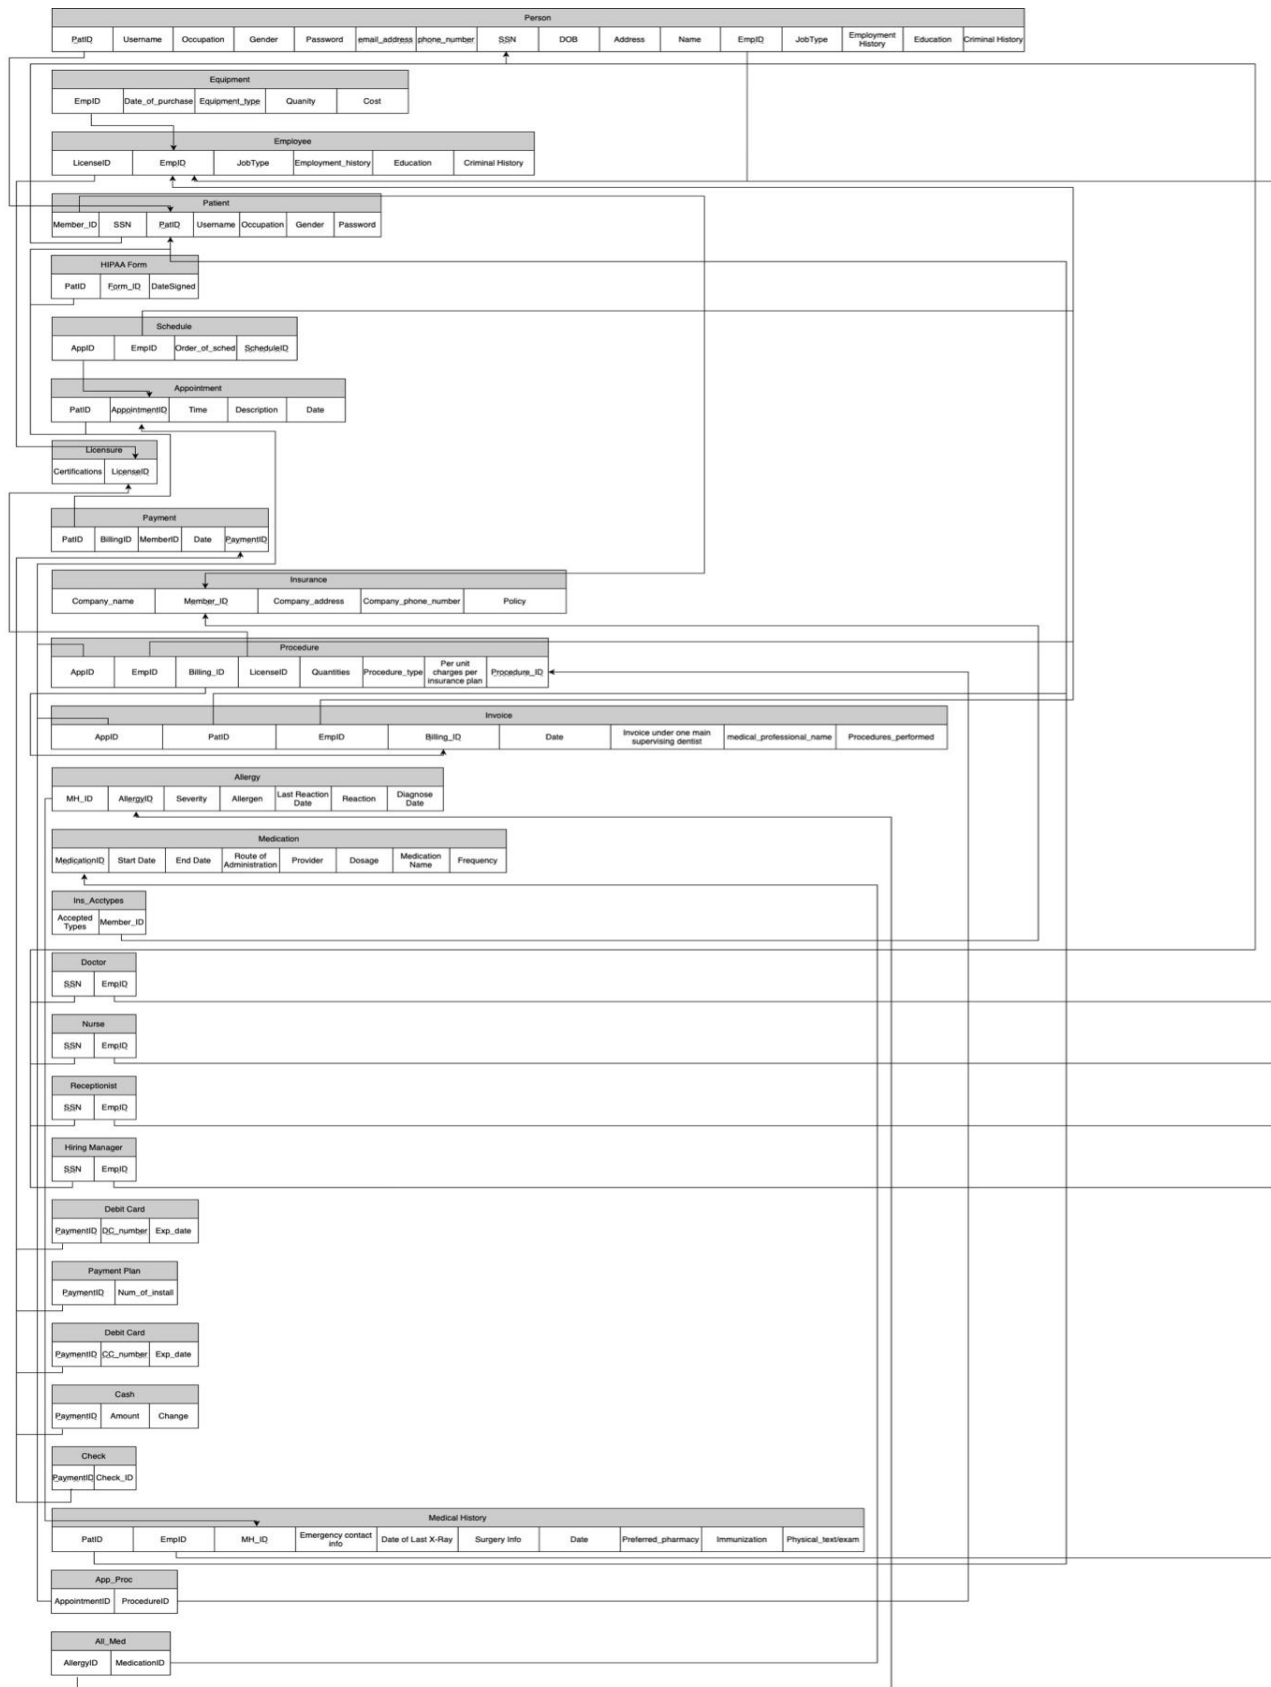 Person
PatID Username Occupation Gender Password email_address phone_number SSN DOB Address Name EmpID JobType Employment History Education Criminal History
Equipment
EmpID Date_of_purchase Equipment_type Quanity Cost
Employee
LicenseID EmpID JobType Employment_history Education Criminal History
Patient
Member_ID SSN PatID Username Occupation Gender Password
HIPAA Form
PatID Form_ID DateSigned
Schedule
AppID EmpID Order_of_sched ScheduleID
Appointment
PatID AppointmentID Time Description Date
Licensure
Certifications LicenseID
Payment
PatID BillingID MemberID Date PaymentID
Insurance
Company_name Member_ID Company_address Company_phone_number Policy
Procedure
AppID EmpID Billing_ID LicenseID Quantities Procedure_type Per unit charges per insurance plan Procedure_ID
Invoice
AppID PatID EmpID Billing_ID Date Invoice under one main supervising dentist medical_professional_name Procedures_performed
Allergy
MH_ID AllergyID Severity Allergen Last Reaction Date Reaction Diagnose Date
Medication
MedicationID Start Date End Date Route of Administration Provider Dosage Medication Name Frequency
Ins_Acctypes
Accepted Types Member_ID
Doctor
SSN EmpID
Nurse
SSN EmpID
Receptionist
SSN EmpID
Hiring Manager
SSN EmpID
Debit Card
PaymentID DC_number Exp_date
Payment Plan
PaymentID Num_of_install
Debit Card
PaymentID CC_number Exp_date
Cash
PaymentID Amount Change
Check
PaymentID Check_ID
Medical History
PatID EmpID MH_ID Emergency contact info Date of Last X-Ray Surgery Info Date Preferred_pharmacy Immunization Physical_text/exam
App_Proc
AppointmentID ProcedureID
All_Med
AllergyID MedicationID